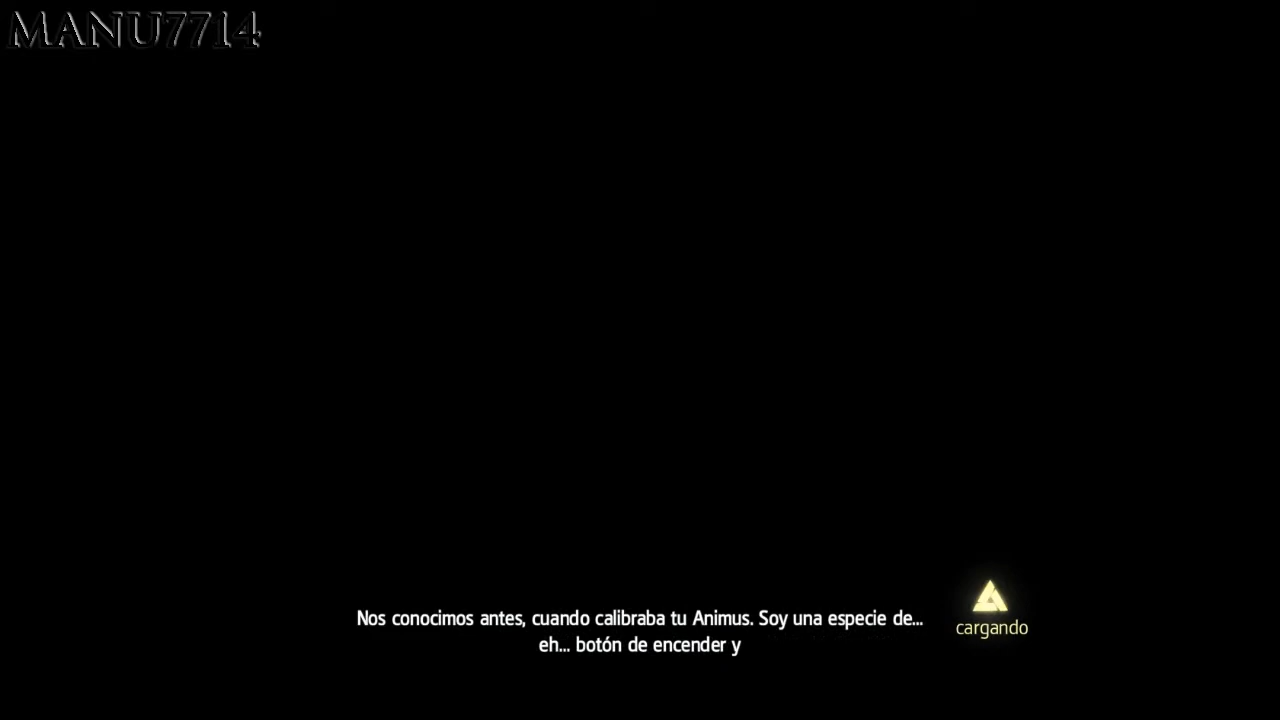 MANU7714
Nos conocimos antes, cuando calibraba tu Animus. Soy una especie de...
eh... botón de encender y
cargando